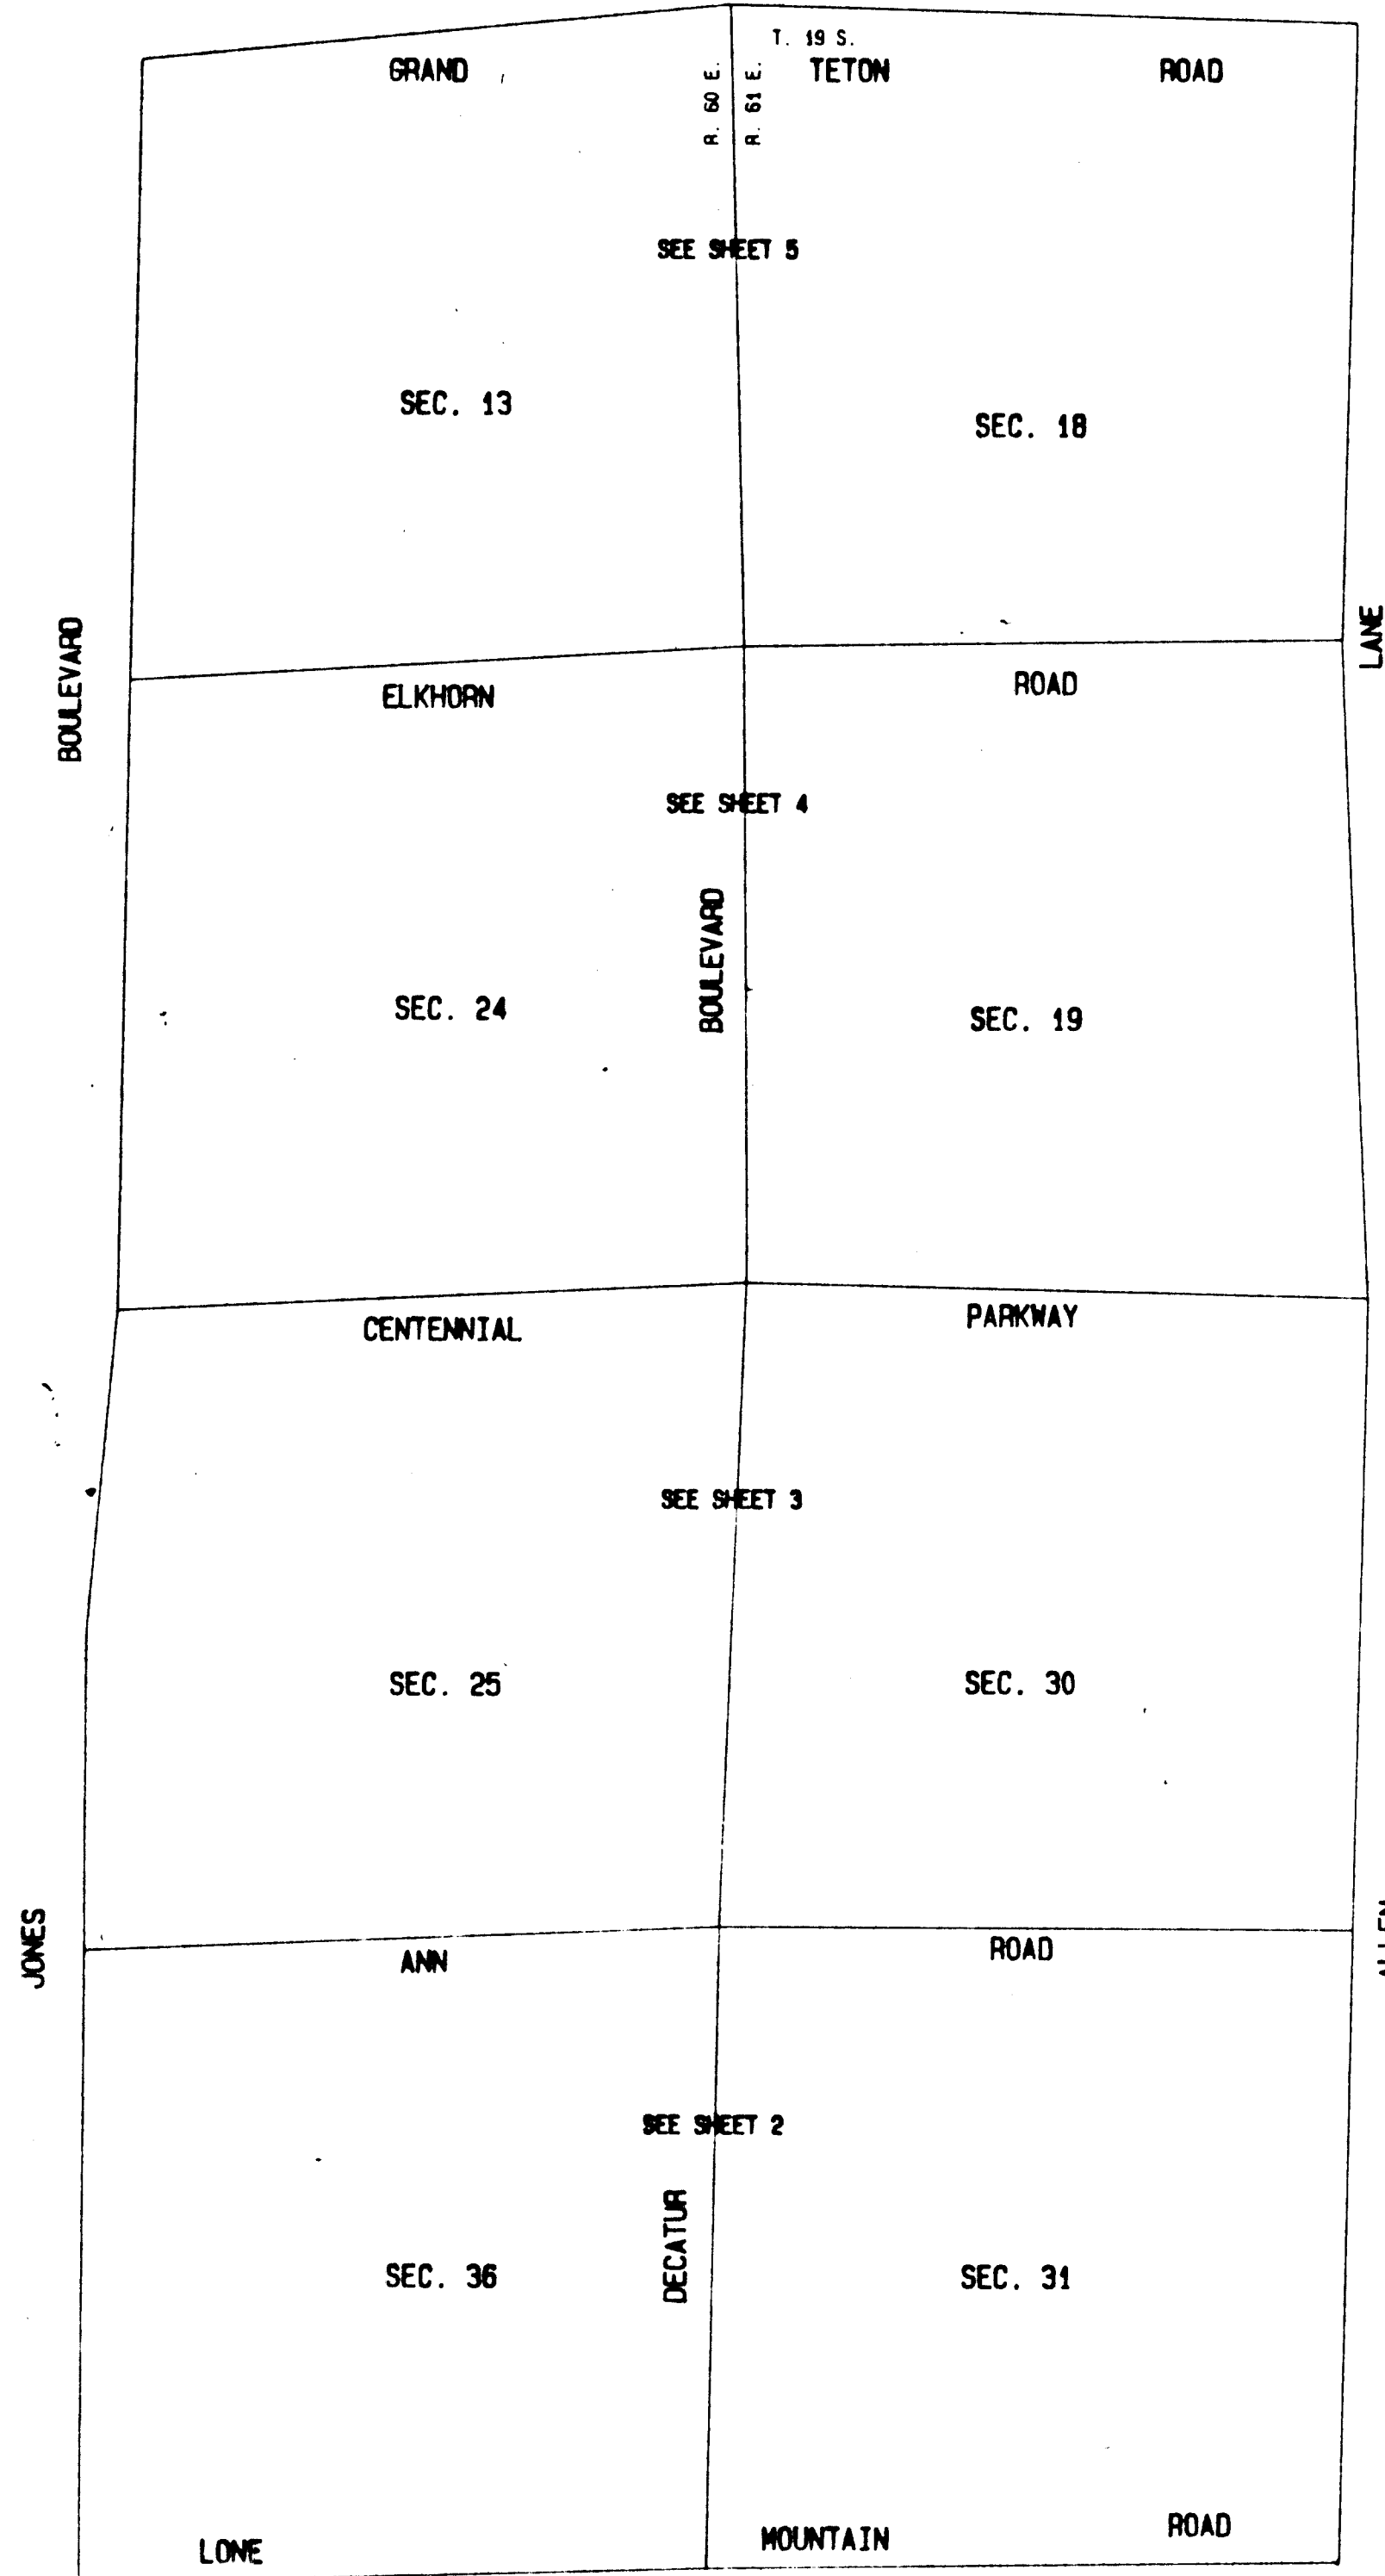 T. 19 S.
GRAND TETON ROAD
R. 60 E.
R. 61 E.
SEE SHEET 5
SEC. 13
SEC. 18
BOULEVARD
LANE
ELKHORN ROAD
SEE SHEET 4
BOULEVARD
SEC. 24
SEC. 19
CENTENNIAL PARKWAY
SEE SHEET 3
SEC. 25
SEC. 30
JONES
ANN ROAD
SEE SHEET 2
DECATUR
SEC. 36
SEC. 31
LONE MOUNTAIN ROAD